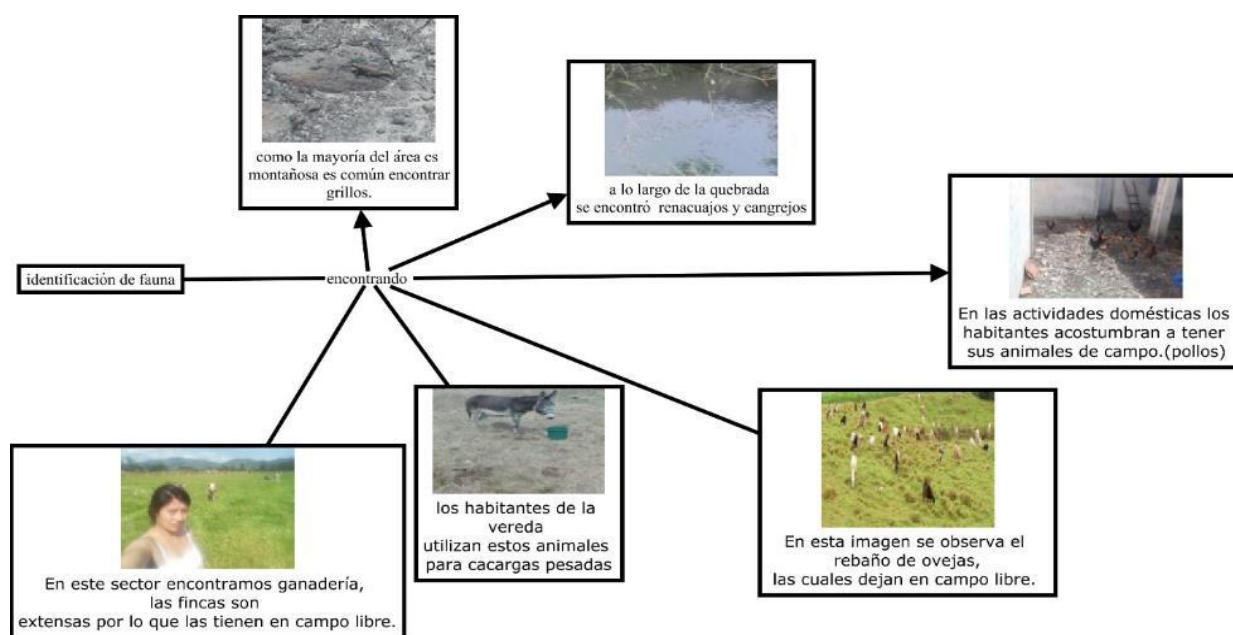 como la mayoría del área es
montañosa es común encontrar
grillos.
a lo largo de la quebrada
se encontró renacuajos y cangrejos
identificación de fauna
encontrando
En las actividades domésticas los
habitantes acostumbran a tener
sus animales de campo.(pollos)
En este sector encontramos ganadería,
las fincas son
extensas por lo que las tienen en campo libre.
los habitantes de la
vereda
utilizan estos animales
para cacargas pesadas
En esta imagen se observa el
rebaño de ovejas,
las cuales dejan en campo libre.